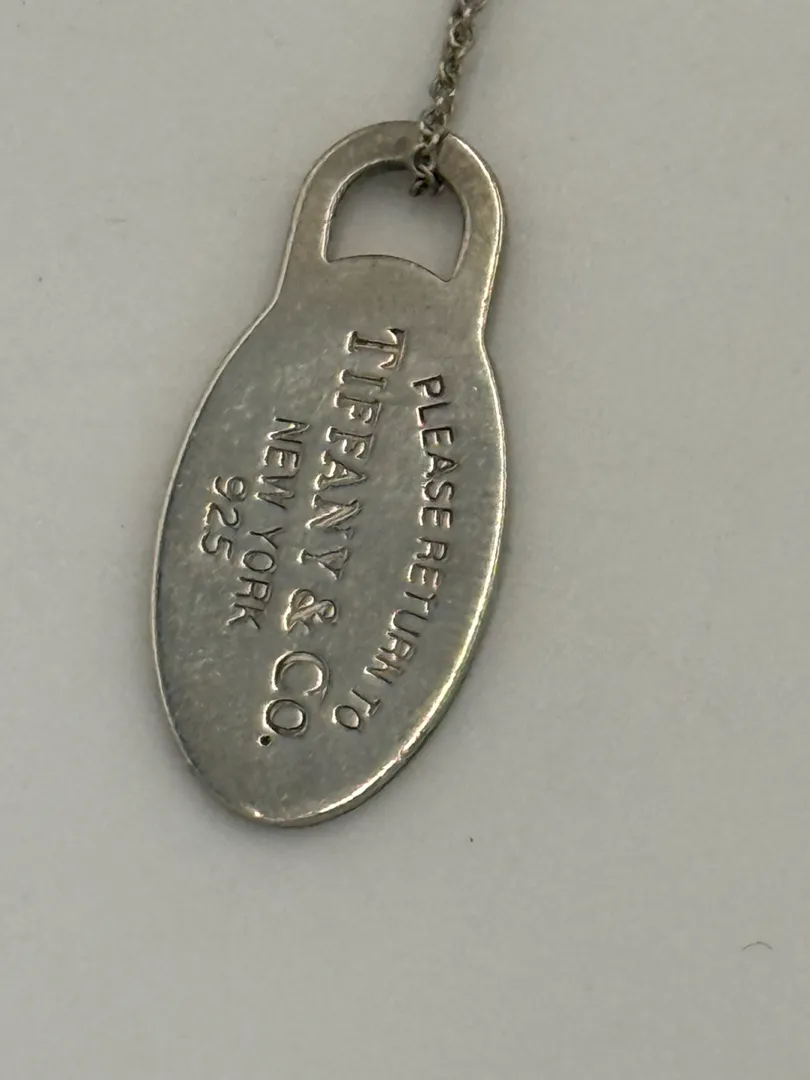 PLEASE RETURN TO
TIFFANY & CO.
NEW YORK
925